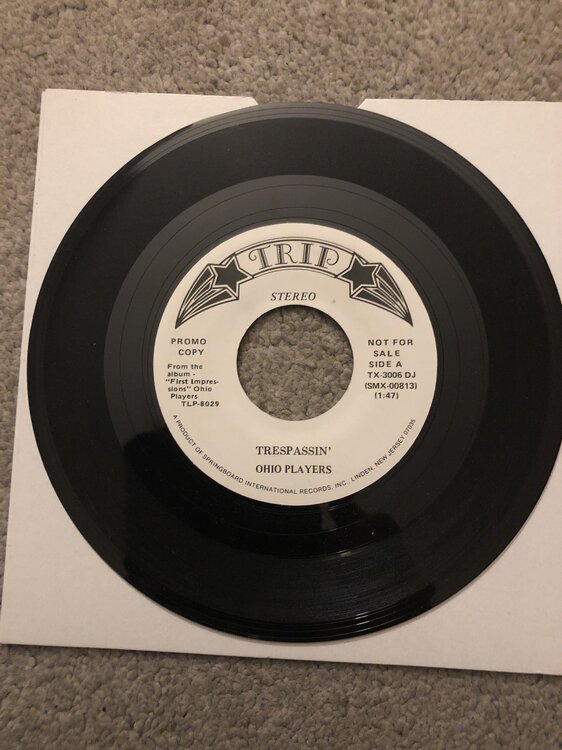 TRIP
STEREO
PROMO
COPY
From the
album -
"First Impres-
sions" Ohio
Players
TLP-8029
NOT FOR
SALE
SIDE A
TX-3006 DJ
(SMX-00813)
(1:47)
TRESPASSIN'
OHIO PLAYERS
A PRODUCT OF SPRINGBOARD INTERNATIONAL RECORDS, INC., LINDEN, NEW JERSEY 07035